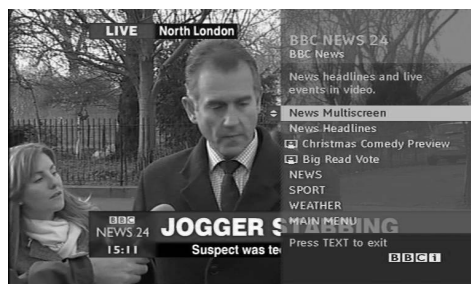 LIVE North London
BBC NEWS 24
BBC News
News headlines and live
events in video.
News Multiscreen
News Headlines
Christmas Comedy Preview
Big Read Vote
NEWS
SPORT
WEATHER
MAIN MENU
Press TEXT to exit
BBCi
BBC
NEWS 24
15:11
JOGGER STABBING
Suspect was